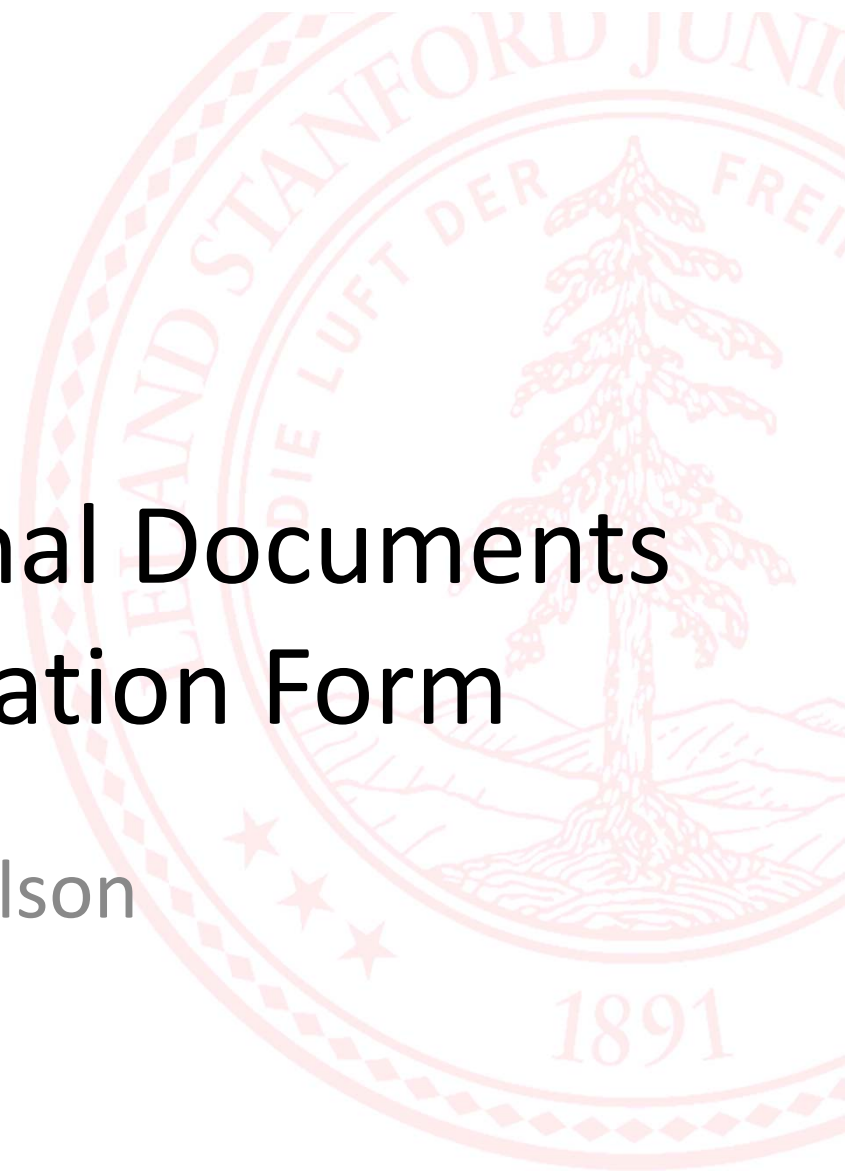 LELAND STANFORD JUNI
DIE LUFT DER FREI
nal Documents
ation Form
lson
1891